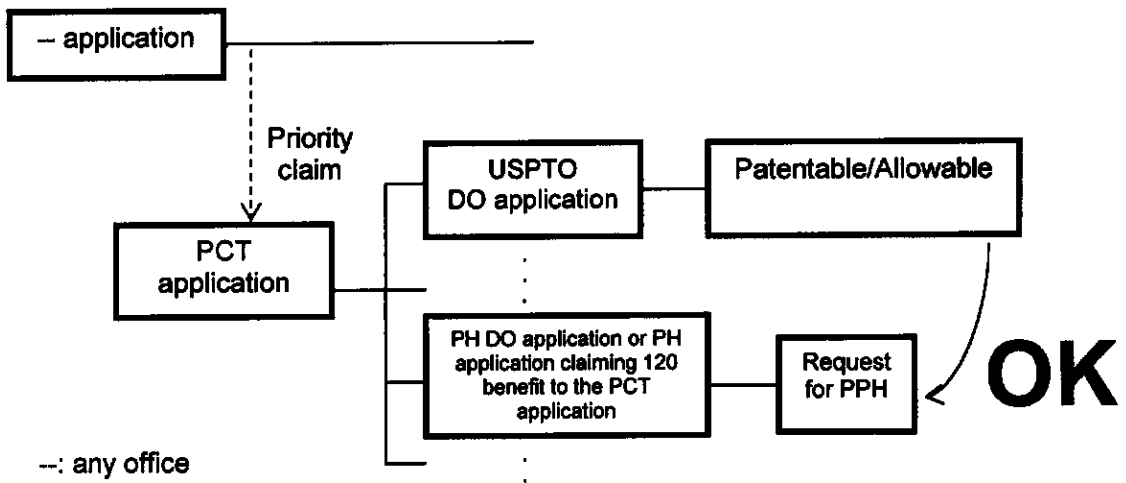 -- application
Priority
claim
USPTO
DO application
Patentable/Allowable
PCT
application
PH DO application or PH
application claiming 120
benefit to the PCT
application
Request
for PPH
OK
--: any office